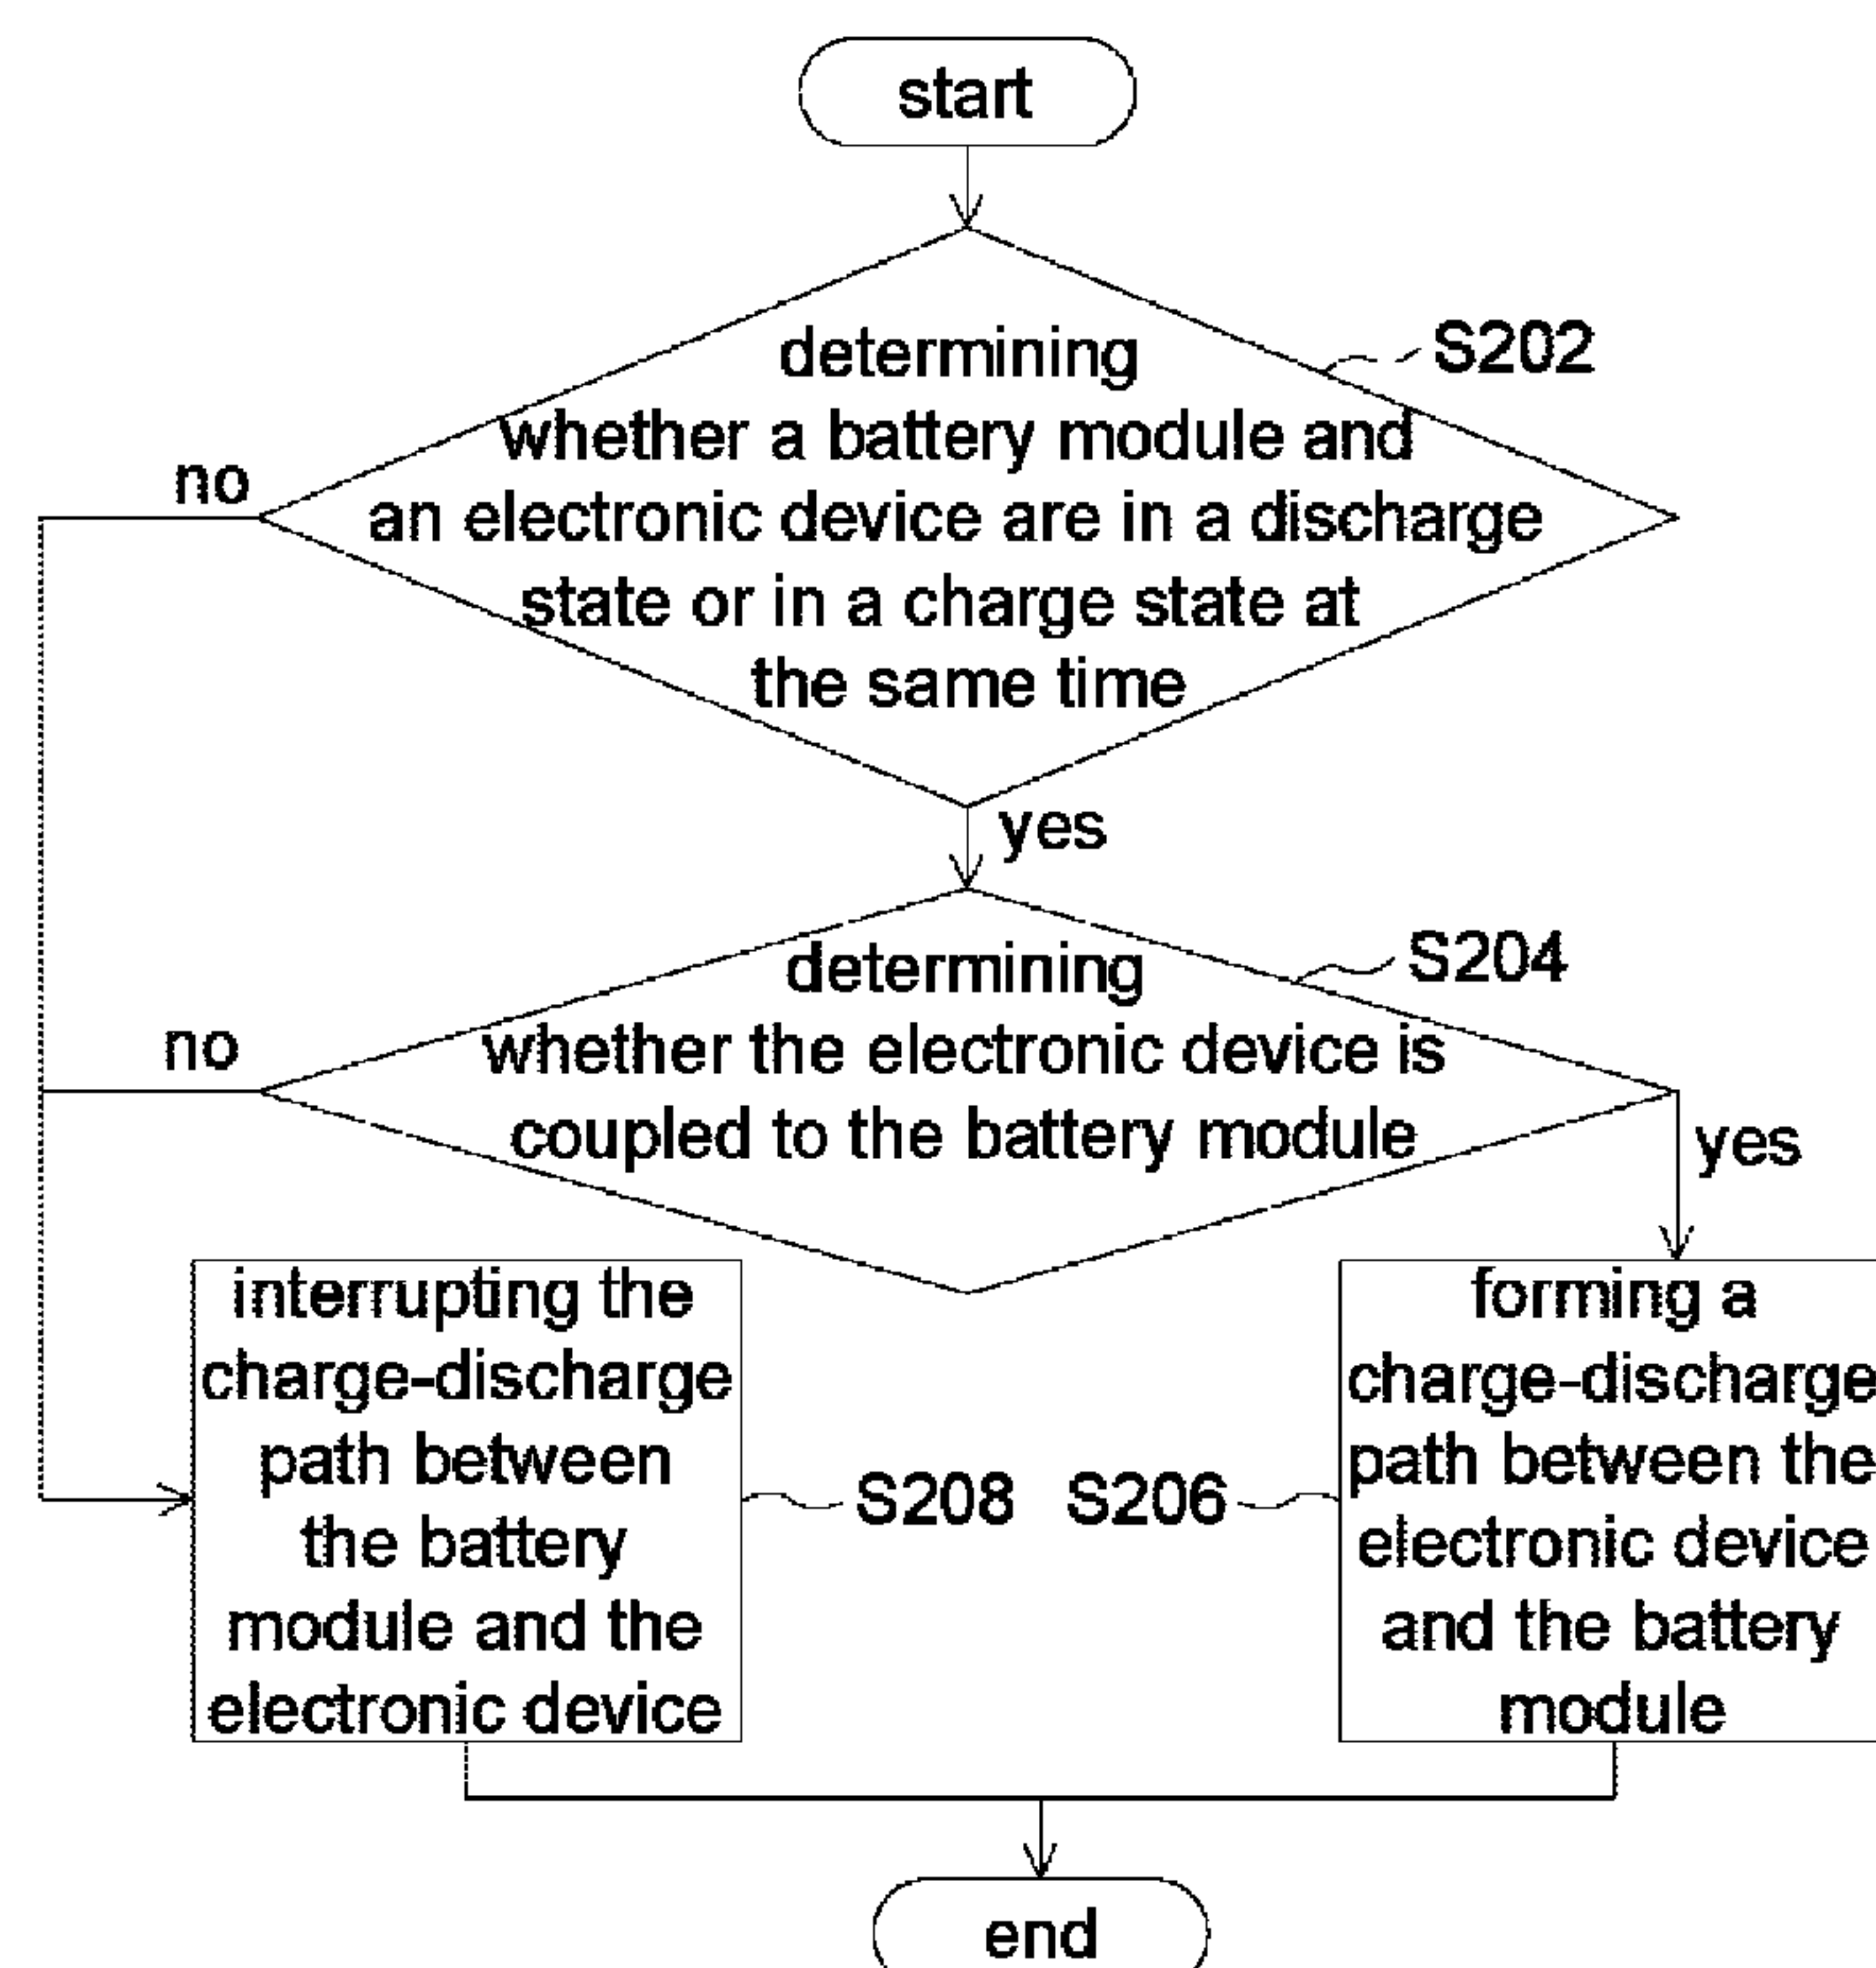 start
determining
whether a battery module and
an electronic device are in a discharge
state or in a charge state at
the same time
S202
no
yes
determining
whether the electronic device is
coupled to the battery module
S204
no
yes
interrupting the
charge-discharge
path between
the battery
module and the
electronic device
S208
S206
forming a
charge-discharge
path between the
electronic device
and the battery
module
end